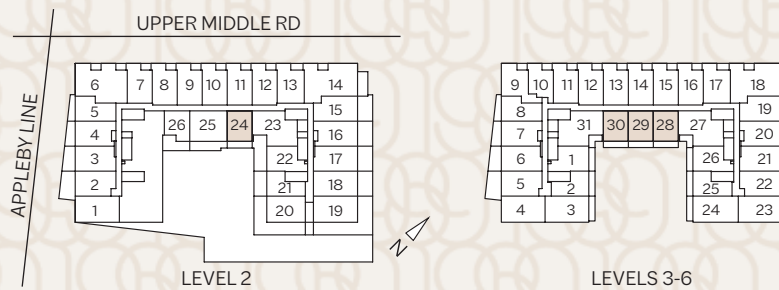 UPPER MIDDLE RD
APPLEBY LINE
6 7 8 9 10 11 12 13 14
5 15
4 26 25 24 23 16
3 22 17
2 21 18
1 20 19
N
LEVEL 2
9 10 11 12 13 14 15 16 17 18
8 19
7 31 30 29 28 27 20
6 1 26 21
5 2 25 22
4 3 24 23
LEVELS 3-6